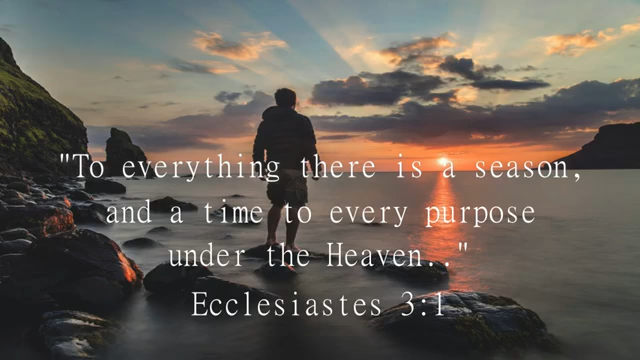 "To everything there is a season,
and a time to every purpose
under the Heaven.."
Ecclesiastes 3:1